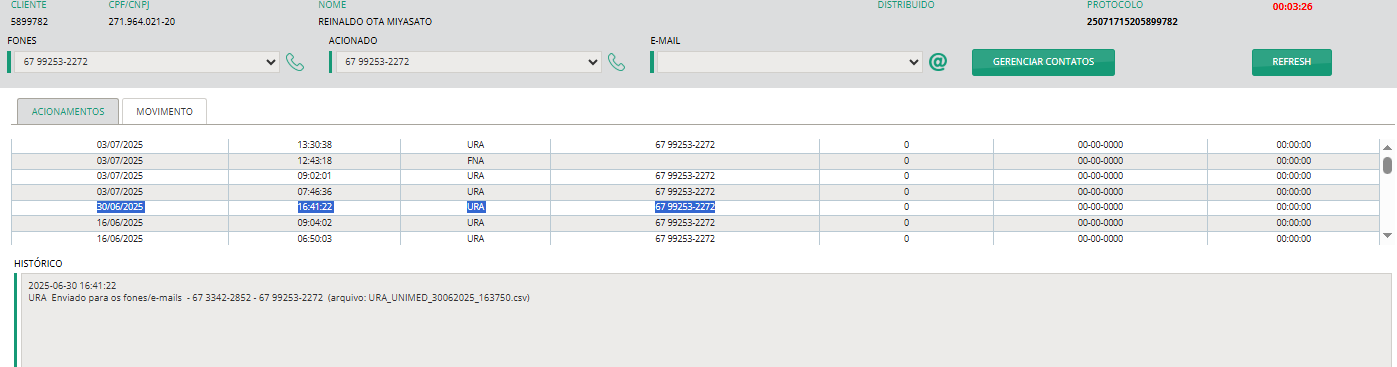 CLIENTE CPF/CNPJ NOME DISTRIBUIDO PROTOCOLO 00:03:26
5899782 271.964.021-20 REINALDO OTA MIYASATO 25071715205899782
FONES ACIONADO E-MAIL
67 99253-2272 67 99253-2272 @ GERENCIAR CONTATOS REFRESH
ACIONAMENTOS MOVIMENTO
03/07/2025 13:30:38 URA 67 99253-2272 0 00-00-0000 00:00:00
03/07/2025 12:43:18 FNA 0 00-00-0000 00:00:00
03/07/2025 09:02:01 URA 67 99253-2272 0 00-00-0000 00:00:00
03/07/2025 07:46:36 URA 67 99253-2272 0 00-00-0000 00:00:00
30/06/2025 16:41:22 URA 67 99253-2272 0 00-00-0000 00:00:00
16/06/2025 09:04:02 URA 67 99253-2272 0 00-00-0000 00:00:00
16/06/2025 06:50:03 URA 67 99253-2272 0 00-00-0000 00:00:00
HISTÓRICO
2025-06-30 16:41:22
URA Enviado para os fones/e-mails - 67 3342-2852 - 67 99253-2272 (arquivo: URA_UNIMED_30062025_163750.csv)